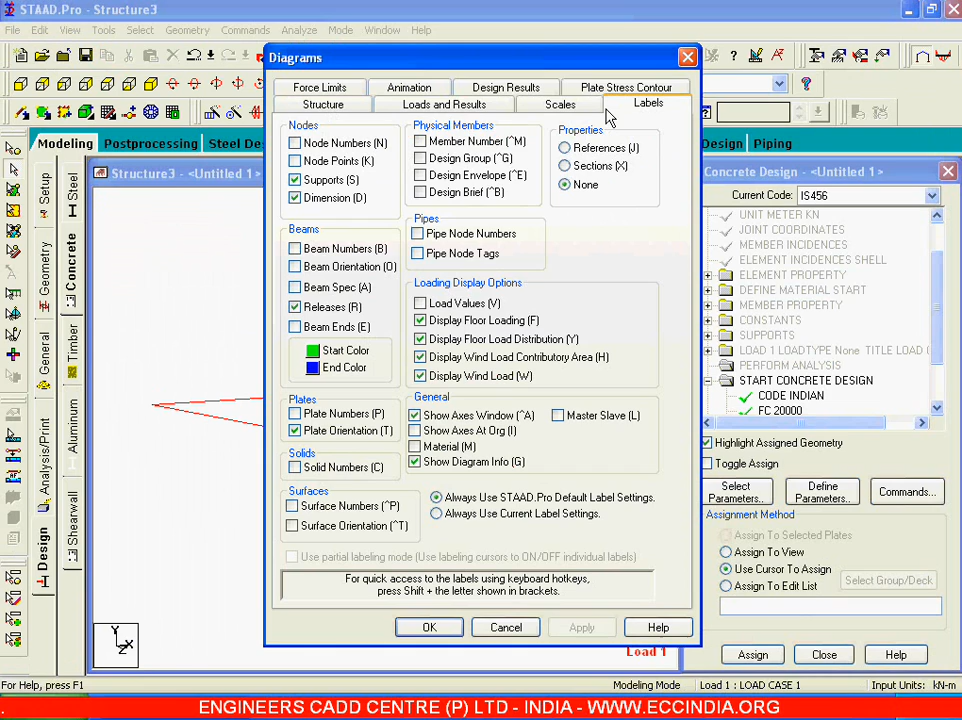 STAAD.Pro - Structure3
File Edit View Tools Select Geometry Commands Analyze Mode Window Help
Modeling Postprocessing Steel Des Design Piping
Structure3 - <Untitled 1>
Setup
Geometry
General
Analysis/Print
Design
Steel
Concrete
Timber
Aluminum
Shearwall
Diagrams
Force Limits Animation Design Results Plate Stress Contour
Structure Loads and Results Scales Labels
Nodes
Node Numbers (N)
Node Points (K)
Supports (S)
Dimension (D)
Beams
Beam Numbers (B)
Beam Orientation (O)
Beam Spec (A)
Releases (R)
Beam Ends (E)
Start Color
End Color
Plates
Plate Numbers (P)
Plate Orientation (T)
Solids
Solid Numbers (C)
Surfaces
Surface Numbers (^P)
Surface Orientation (^T)
Physical Members
Member Number (^M)
Design Group (^G)
Design Envelope (^E)
Design Brief (^B)
Properties
References (J)
Sections (X)
None
Pipes
Pipe Node Numbers
Pipe Node Tags
Loading Display Options
Load Values (V)
Display Floor Loading (F)
Display Floor Load Distribution (Y)
Display Wind Load Contributory Area (H)
Display Wind Load (W)
General
Show Axes Window (^A)
Master Slave (L)
Show Axes At Org (I)
Material (M)
Show Diagram Info (G)
Always Use STAAD.Pro Default Label Settings.
Always Use Current Label Settings.
Use partial labeling mode (Use labeling cursors to ON/OFF individual labels)
For quick access to the labels using keyboard hotkeys,
press Shift + the letter shown in brackets.
OK Cancel Apply Help
Concrete Design - <Untitled 1>
Current Code: IS456
UNIT METER KN
JOINT COORDINATES
MEMBER INCIDENCES
ELEMENT INCIDENCES SHELL
ELEMENT PROPERTY
DEFINE MATERIAL START
MEMBER PROPERTY
CONSTANTS
SUPPORTS
LOAD 1 LOADTYPE None TITLE LOAD (
PERFORM ANALYSIS
START CONCRETE DESIGN
CODE INDIAN
FC 20000
Highlight Assigned Geometry
Toggle Assign
Select Parameters..
Define Parameters..
Commands...
Assignment Method
Assign To Selected Plates
Assign To View
Use Cursor To Assign
Assign To Edit List
Select Group/Deck
Assign Close Help
Y
X
Z
Load 1
For Help, press F1 Modeling Mode Load 1 : LOAD CASE 1 Input Units: kN-m
ENGINEERS CADD CENTRE (P) LTD - INDIA - WWW.ECCINDIA.ORG